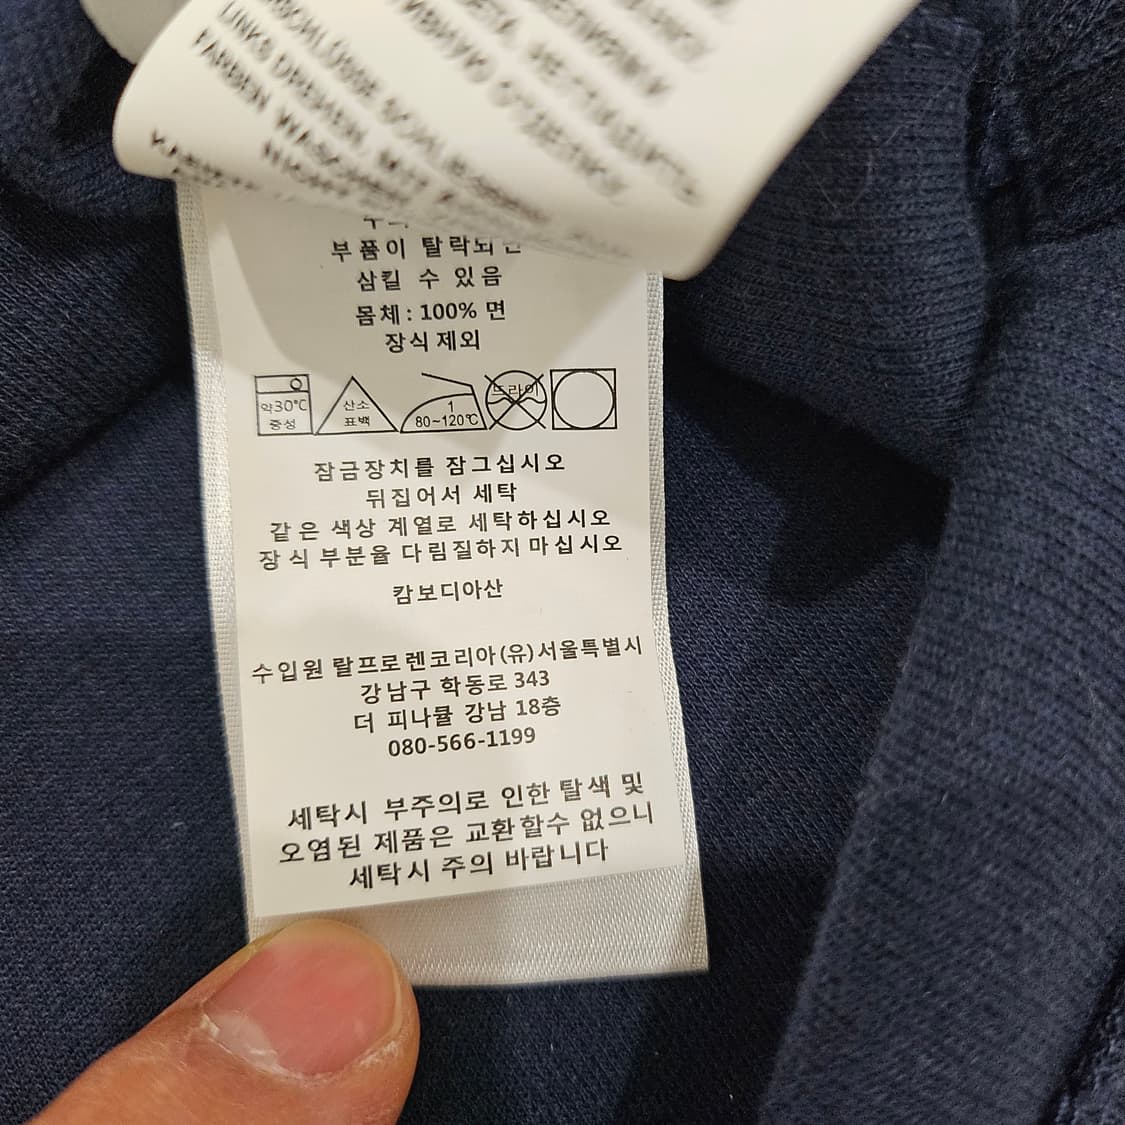 SCHLÜSSE SCHLIESSEN
LINKS DREHEN, MIT
FARBEN WASCHEN
NICHT
부품이 탈락되면
삼킬 수 있음
몸체 : 100% 면
장식 제외
약30℃ 중성
산소 표백
1 80~120℃
드라이
잠금장치를 잠그십시오
뒤집어서 세탁
같은 색상 계열로 세탁하십시오
장식 부분을 다림질하지 마십시오
캄보디아산
수입원 랄프로렌코리아(유)서울특별시
강남구 학동로 343
더 피나클 강남 18층
080-566-1199
세탁시 부주의로 인한 탈색 및
오염된 제품은 교환할수 없으니
세탁시 주의 바랍니다